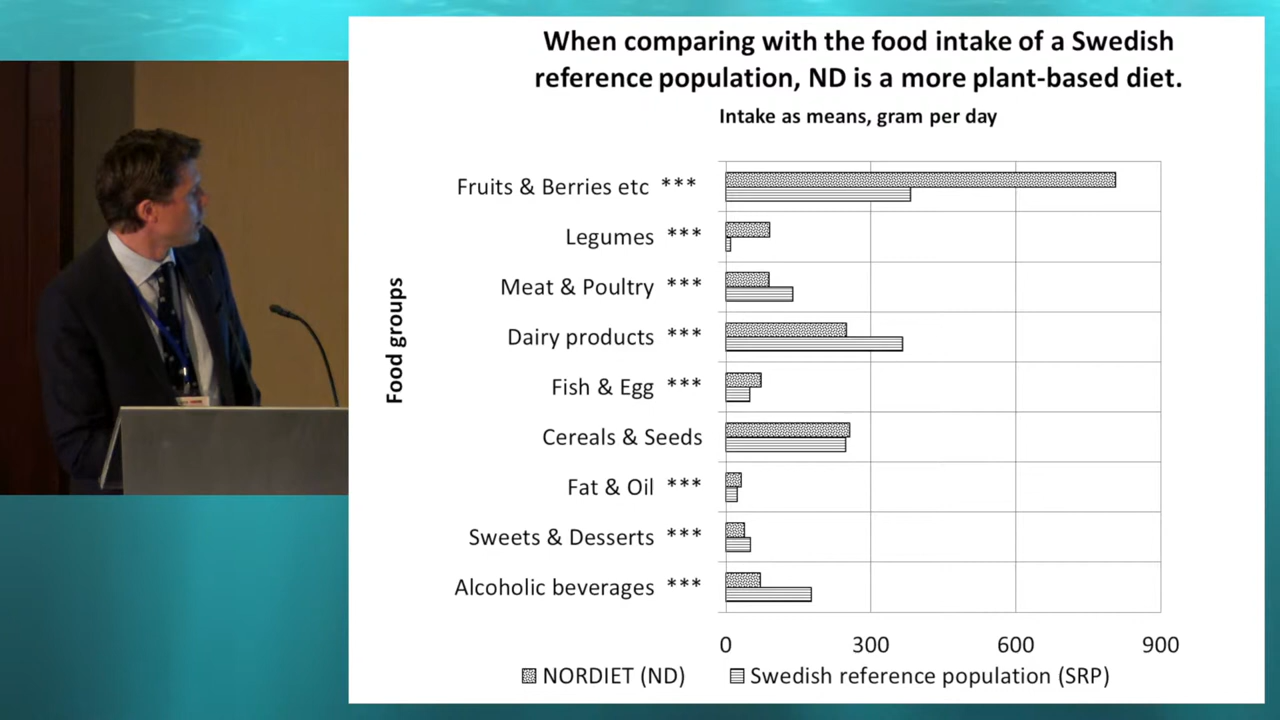 When comparing with the food intake of a Swedish
reference population, ND is a more plant-based diet.
Intake as means, gram per day
Food groups
Fruits & Berries etc ***
Legumes ***
Meat & Poultry ***
Dairy products ***
Fish & Egg ***
Cereals & Seeds
Fat & Oil ***
Sweets & Desserts ***
Alcoholic beverages ***
0 300 600 900
NORDIET (ND) Swedish reference population (SRP)